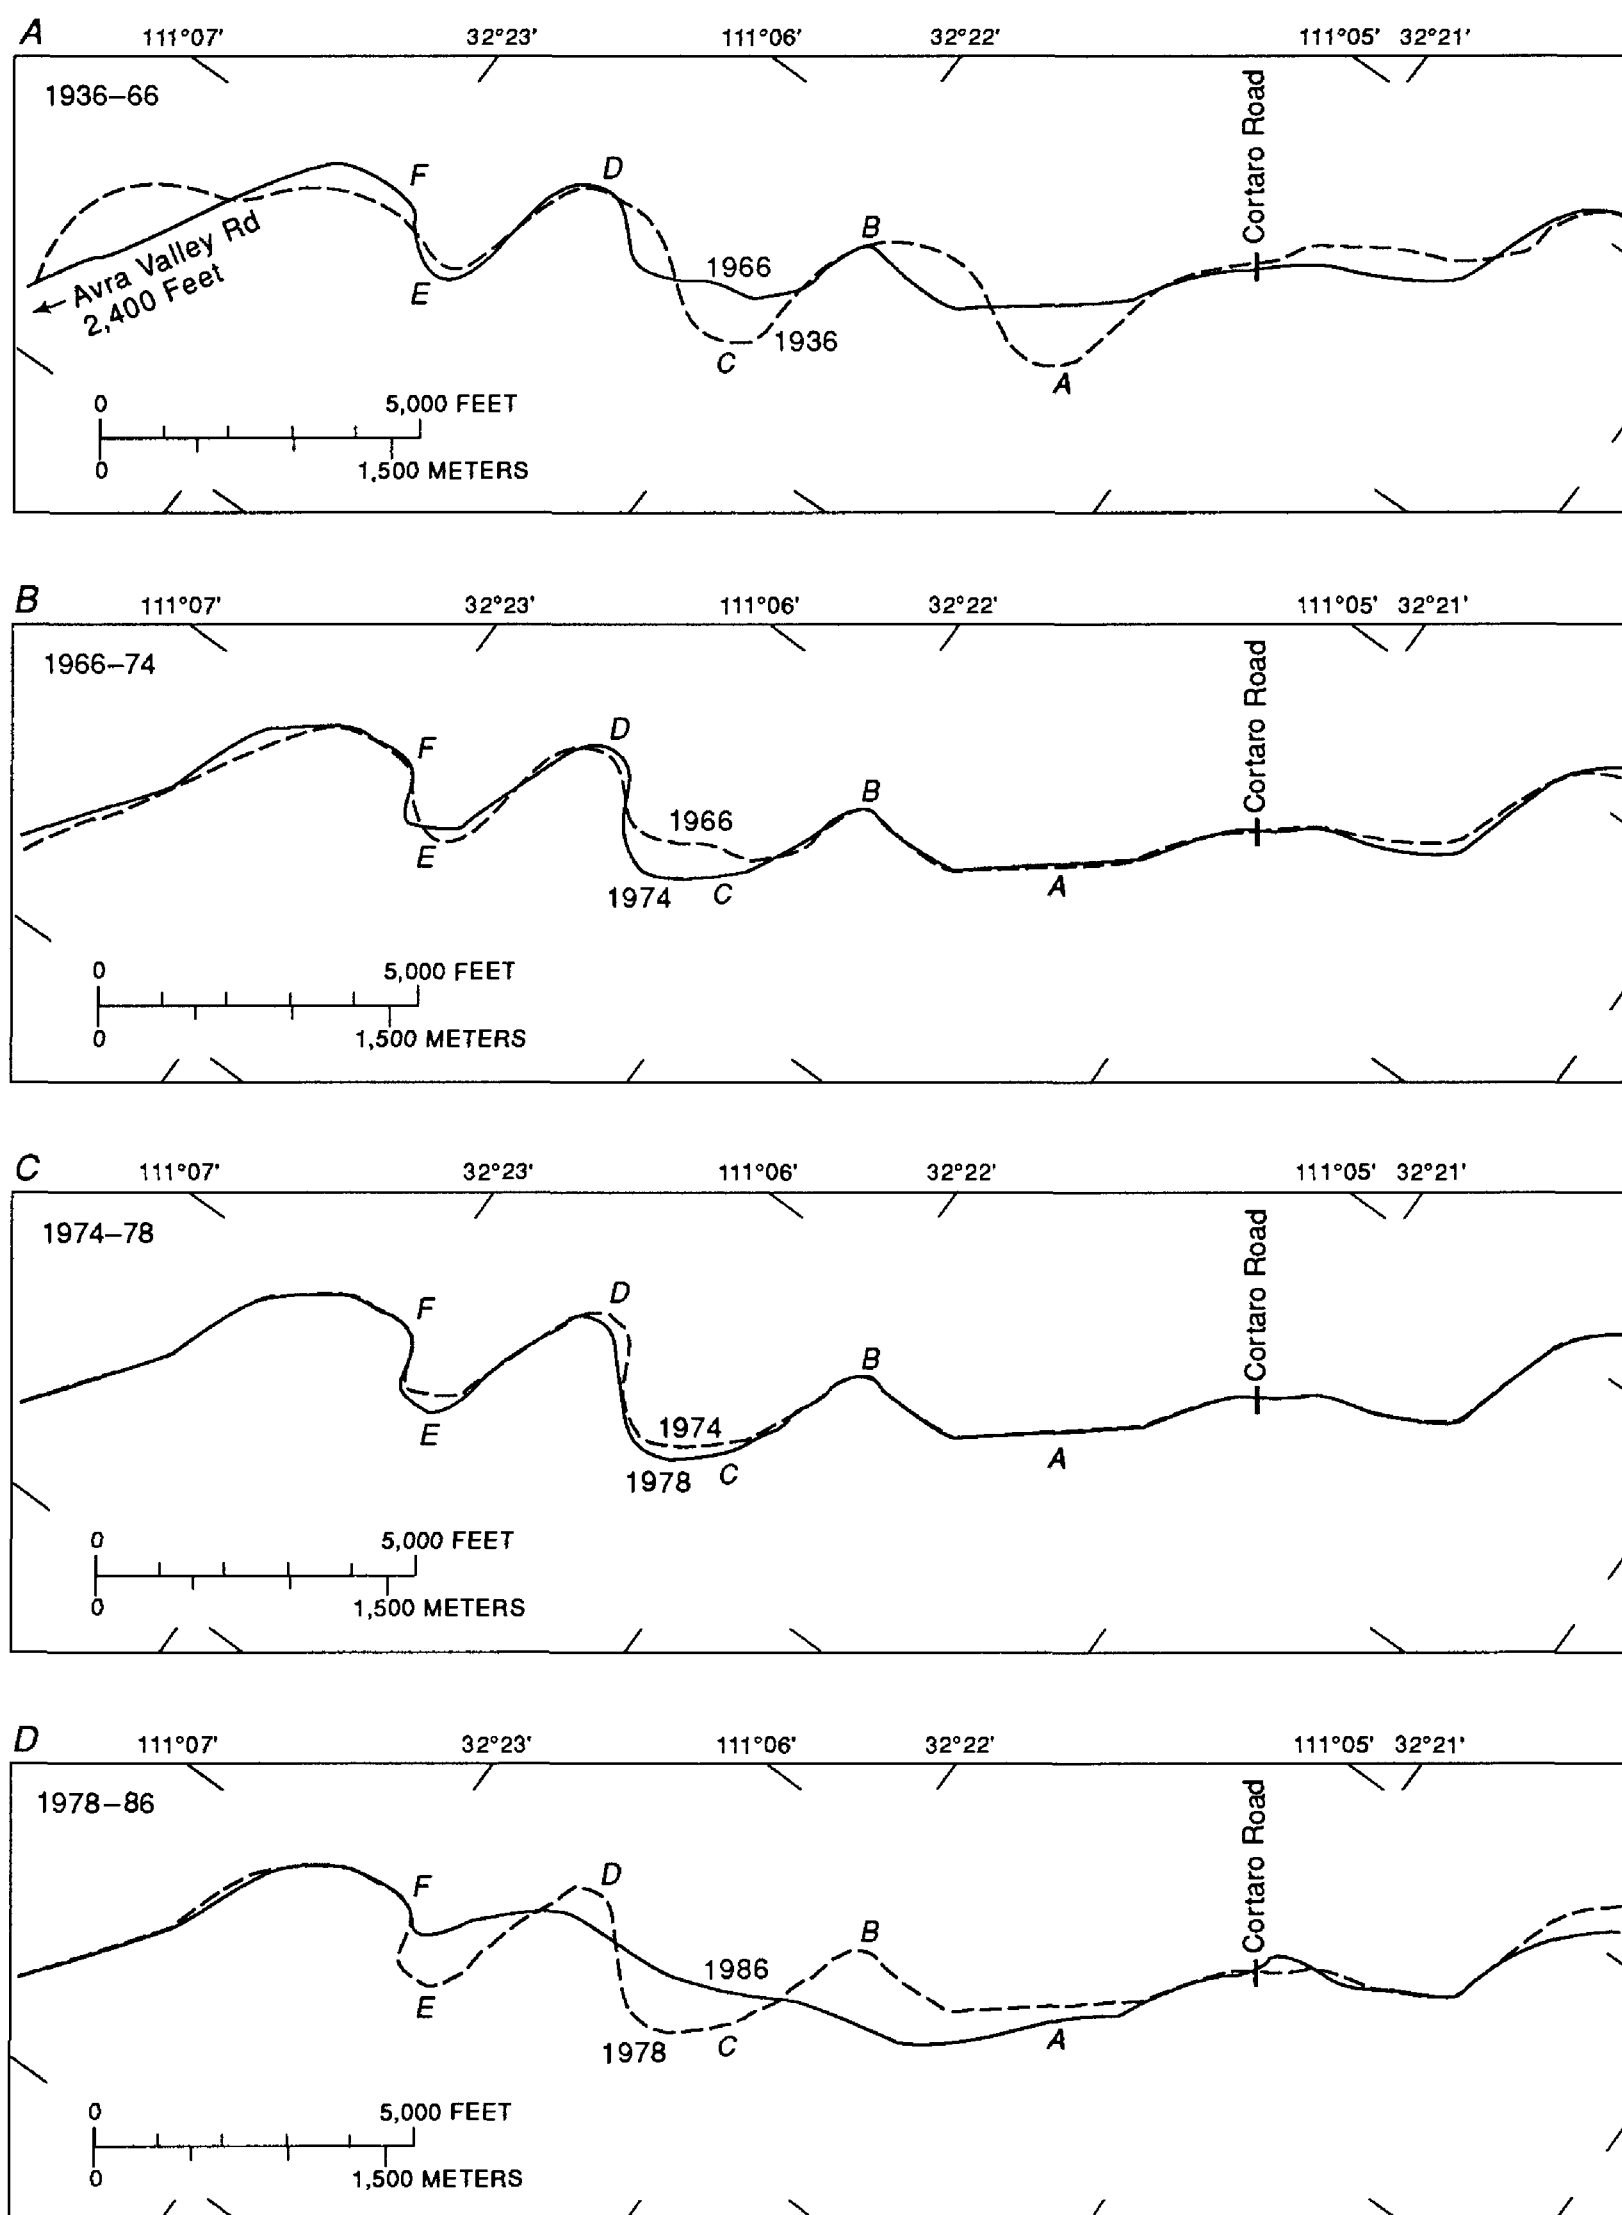 A
111°07' 32°23' 111°06' 32°22' 111°05' 32°21'
1936–66
Cortaro Road
F
D
B
1966
Avra Valley Rd
2,400 Feet
E
1936
C
A
0 5,000 FEET
0 1,500 METERS
B
111°07' 32°23' 111°06' 32°22' 111°05' 32°21'
1966–74
Cortaro Road
F
D
B
1966
E
1974
C
A
0 5,000 FEET
0 1,500 METERS
C
111°07' 32°23' 111°06' 32°22' 111°05' 32°21'
1974–78
Cortaro Road
F
D
B
1974
E
1978
C
A
0 5,000 FEET
0 1,500 METERS
D
111°07' 32°23' 111°06' 32°22' 111°05' 32°21'
1978–86
Cortaro Road
F
D
B
1986
E
1978
C
A
0 5,000 FEET
0 1,500 METERS